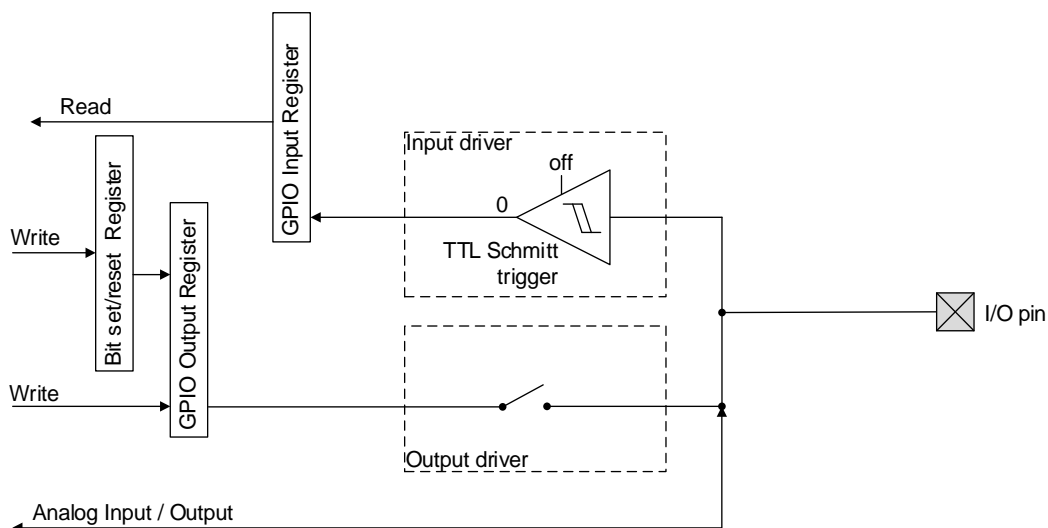 Read
GPIO Input Register
Input driver
off
0
TTL Schmitt
trigger
Write
Bit set/reset Register
GPIO Output Register
I/O pin
Write
Output driver
Analog Input / Output